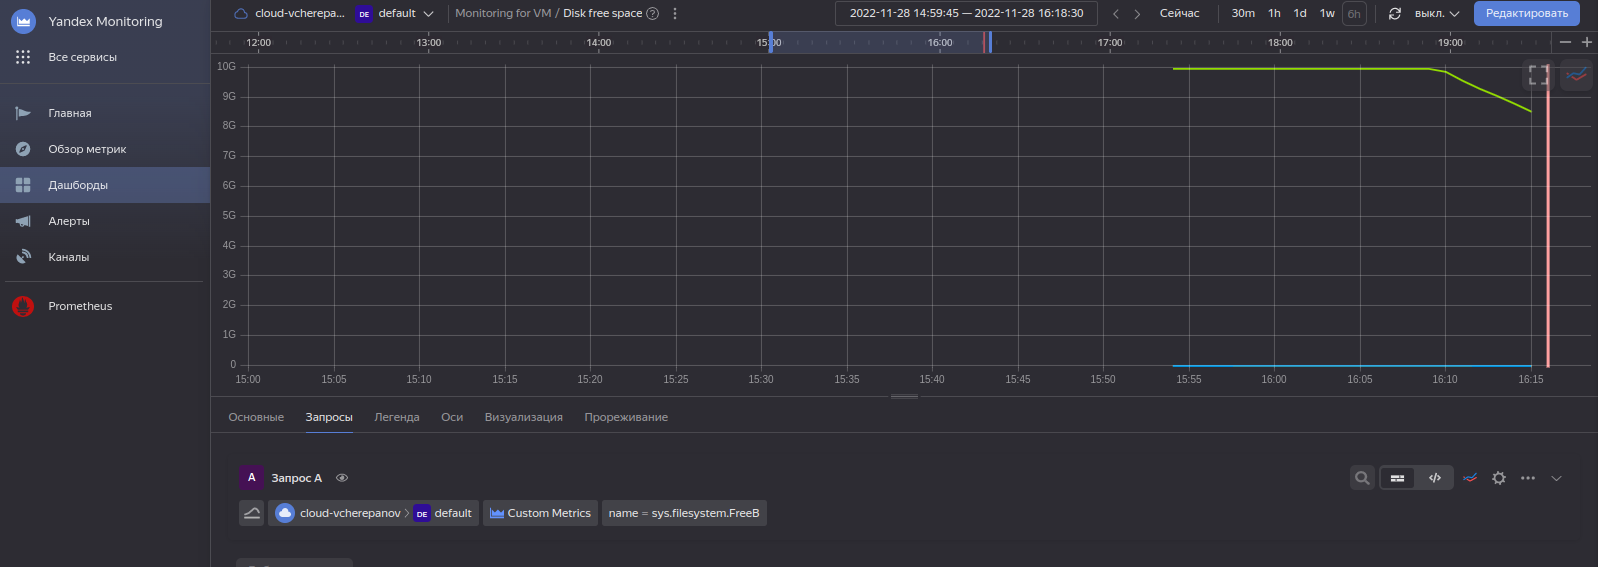 Yandex Monitoring
cloud-vcherepa... DE default Monitoring for VM / Disk free space ?
2022-11-28 14:59:45 — 2022-11-28 16:18:30 Сейчас 30m 1h 1d 1w 6h выкл. Редактировать
Все сервисы
Главная
Обзор метрик
Дашборды
Алерты
Каналы
Prometheus
12:00 13:00 14:00 15:00 16:00 17:00 18:00 19:00
10G
9G
8G
7G
6G
5G
4G
3G
2G
1G
0
15:00 15:05 15:10 15:15 15:20 15:25 15:30 15:35 15:40 15:45 15:50 15:55 16:00 16:05 16:10 16:15
Основные Запросы Легенда Оси Визуализация Прореживание
A Запрос A
cloud-vcherepanov > DE default Custom Metrics name = sys.filesystem.FreeB